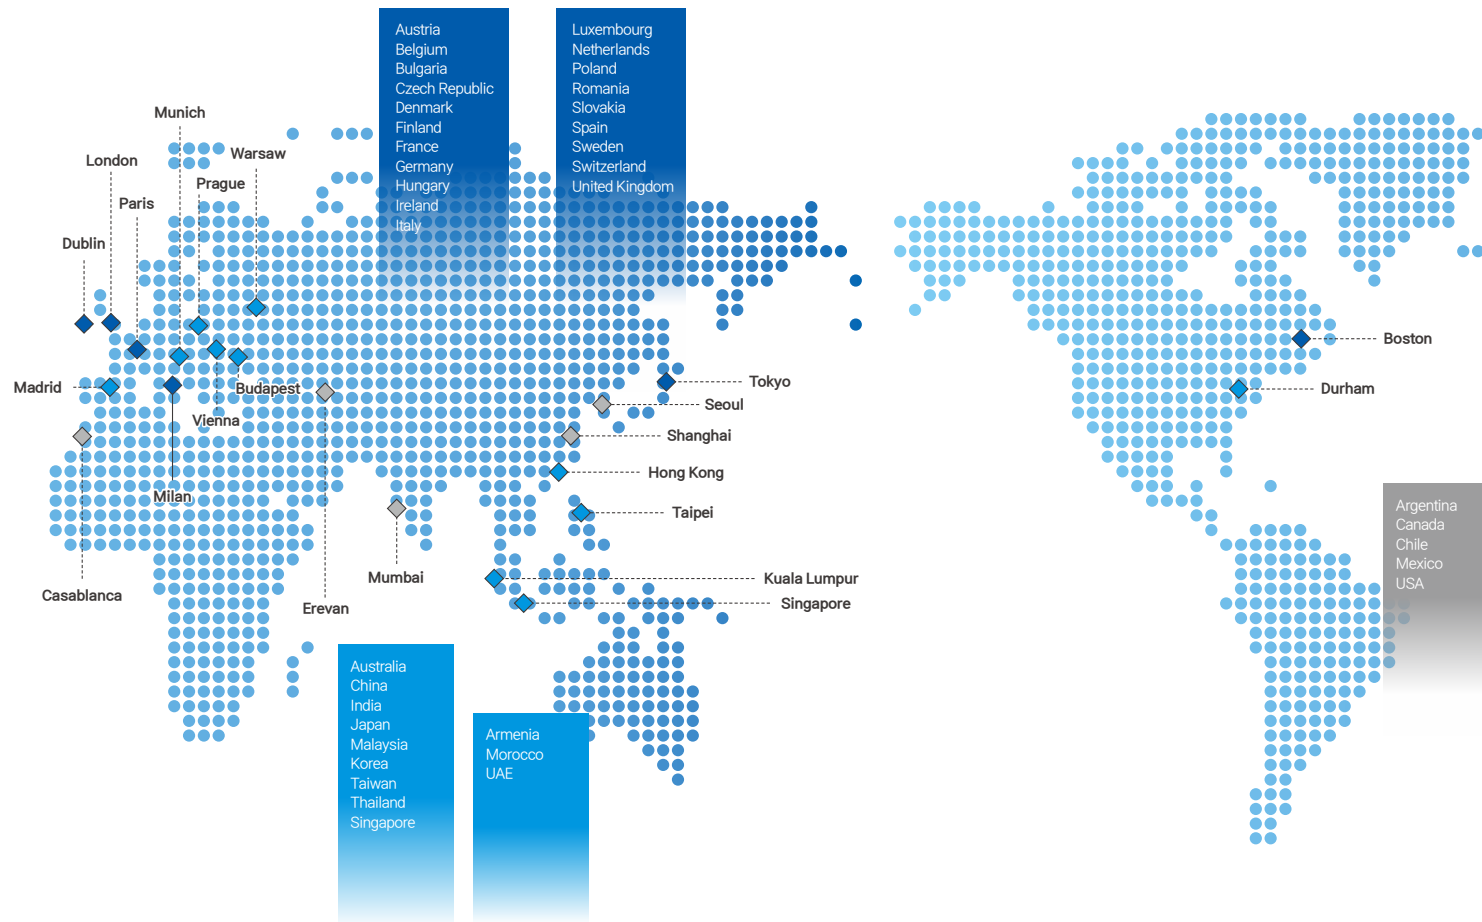 Austria
Belgium
Bulgaria
Czech Republic
Denmark
Finland
France
Germany
Hungary
Ireland
Italy
Luxembourg
Netherlands
Poland
Romania
Slovakia
Spain
Sweden
Switzerland
United Kingdom
Munich
London
Warsaw
Prague
Paris
Dublin
Madrid
Budapest
Vienna
Milan
Casablanca
Erevan
Mumbai
Tokyo
Seoul
Shanghai
Hong Kong
Taipei
Kuala Lumpur
Singapore
Boston
Durham
Argentina
Canada
Chile
Mexico
USA
Australia
China
India
Japan
Malaysia
Korea
Taiwan
Thailand
Singapore
Armenia
Morocco
UAE